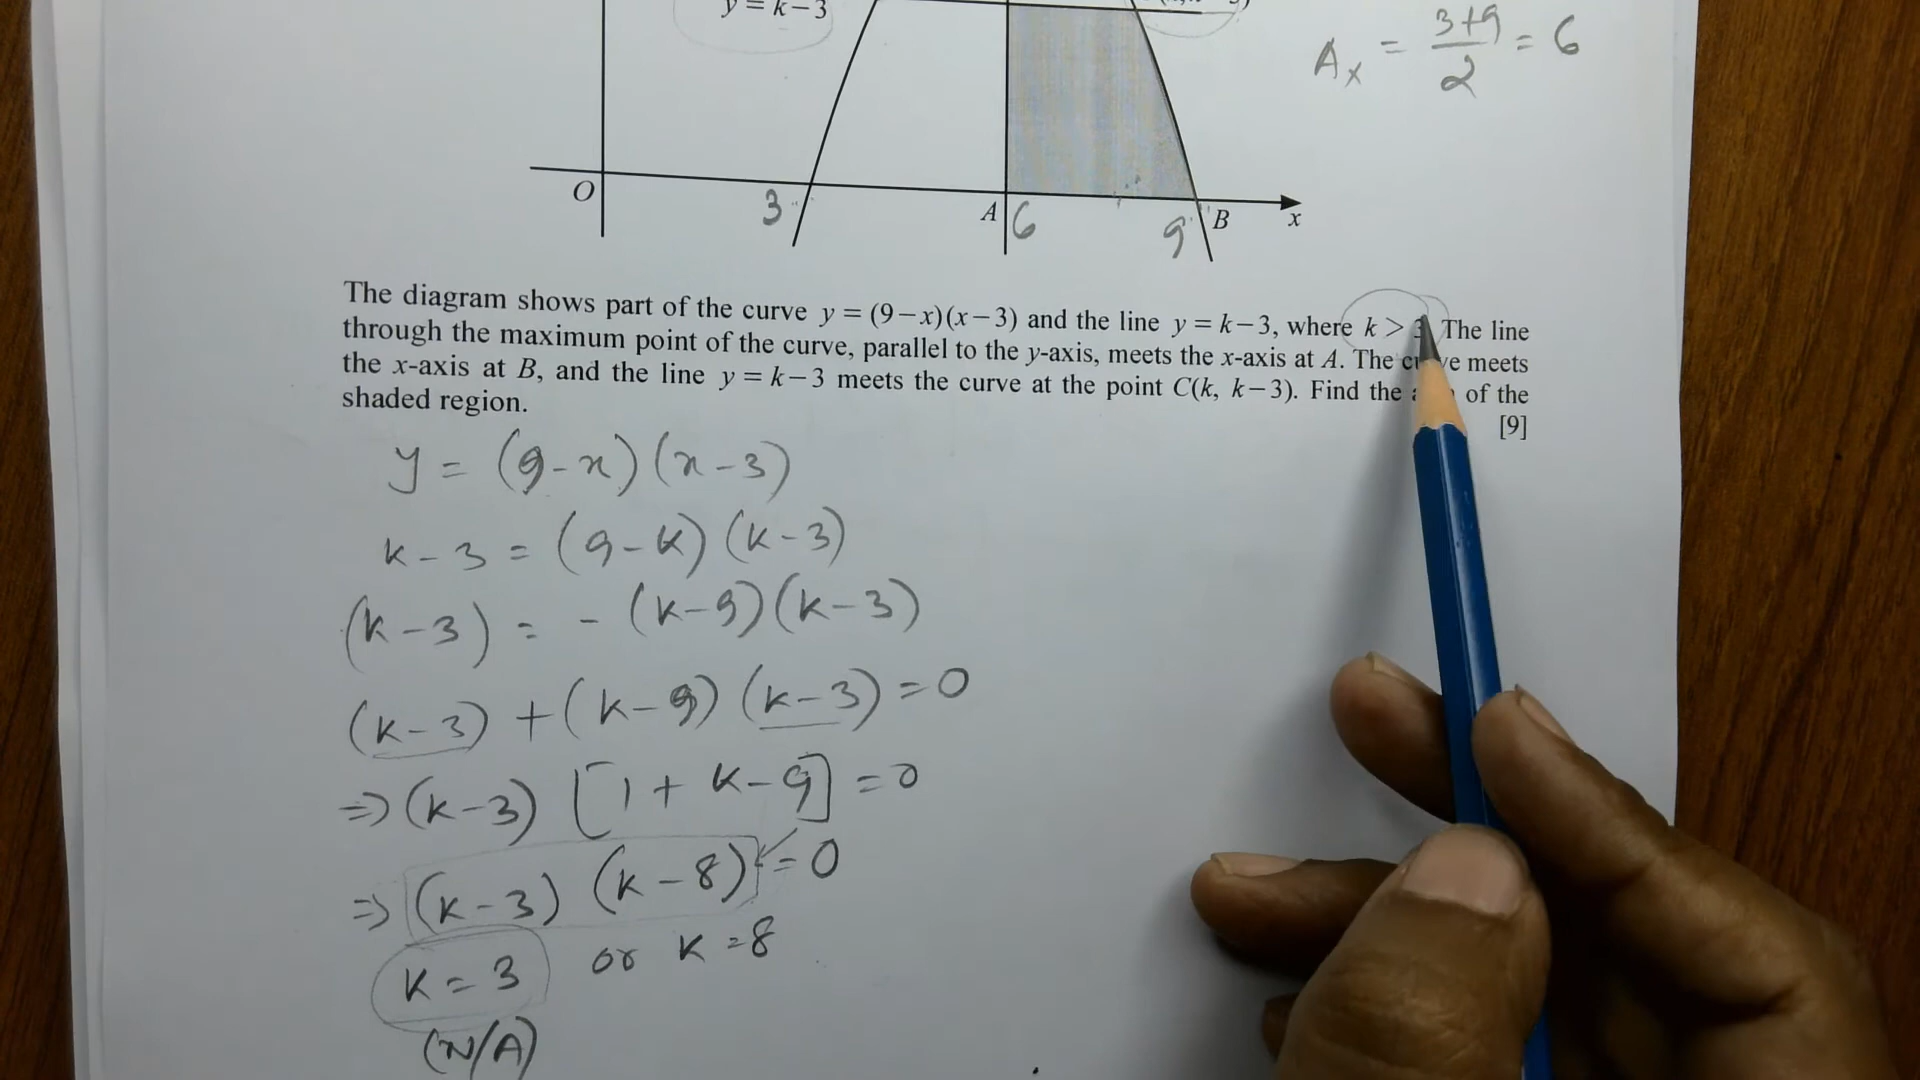 y = k − 3
A_x = (3+9)/2 = 6
O
3
A
6
9
B
x
The diagram shows part of the curve y = (9 − x)(x − 3) and the line y = k − 3, where k > 3. The line
through the maximum point of the curve, parallel to the y-axis, meets the x-axis at A. The curve meets
the x-axis at B, and the line y = k − 3 meets the curve at the point C(k, k − 3). Find the of the
shaded region.
[9]
y = (9 - x) (x - 3)
k - 3 = (9 - k) (k - 3)
(k - 3) = - (k - 9) (k - 3)
(k - 3) + (k - 9) (k - 3) = 0
⇒ (k - 3) [1 + k - 9] = 0
⇒ (k - 3) (k - 8) = 0
k = 3 or k = 8
(N/A)